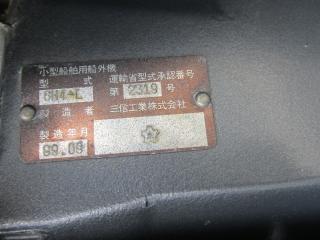 小型船舶用船外機
型式 6H4-L 運輸省型式承認番号 第 2319 号
製造者 三信工業株式会社
製造年月
99.09